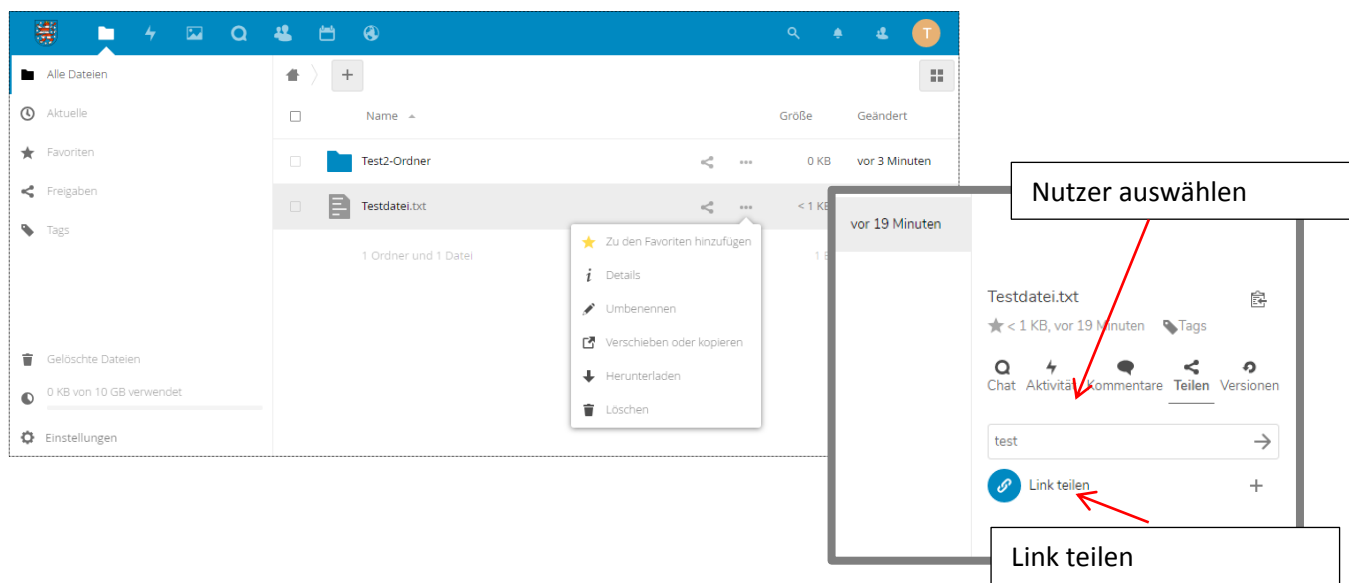 T
Alle Dateien
Aktuelle
Favoriten
Freigaben
Tags
Gelöschte Dateien
0 KB von 10 GB verwendet
Einstellungen
Name Größe Geändert
Test2-Ordner 0 KB vor 3 Minuten
Testdatei.txt < 1 KB
1 Ordner und 1 Datei 1
Zu den Favoriten hinzufügen
Details
Umbenennen
Verschieben oder kopieren
Herunterladen
Löschen
Nutzer auswählen
vor 19 Minuten
Testdatei.txt
< 1 KB, vor 19 Minuten Tags
Chat Aktivität Kommentare Teilen Versionen
test
Link teilen
Link teilen